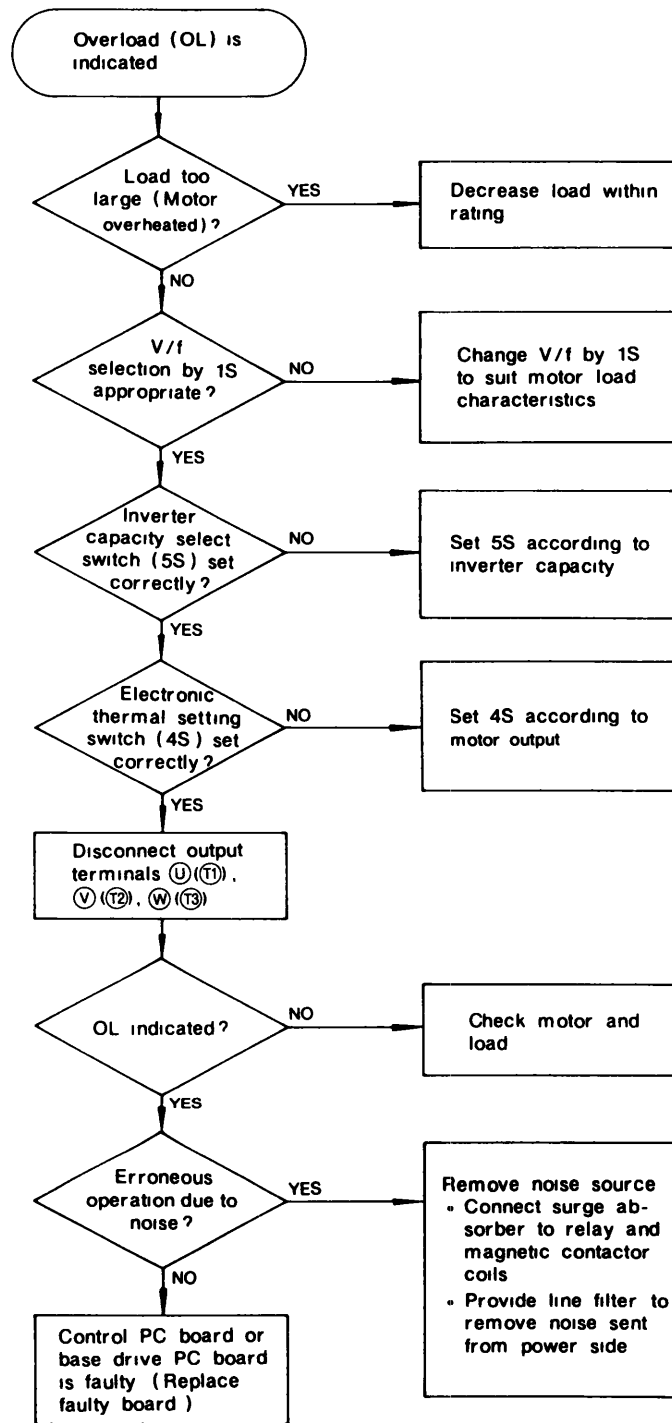 Overload (OL) is
indicated
Load too
large (Motor
overheated)?
YES
Decrease load within
rating
NO
V/f
selection by 1S
appropriate?
NO
Change V/f by 1S
to suit motor load
characteristics
YES
Inverter
capacity select
switch (5S) set
correctly?
NO
Set 5S according to
inverter capacity
YES
Electronic
thermal setting
switch (4S) set
correctly?
NO
Set 4S according to
motor output
YES
Disconnect output
terminals Ⓤ(T1),
Ⓥ(T2), Ⓦ(T3)
OL indicated?
NO
Check motor and
load
YES
Erroneous
operation due to
noise?
YES
Remove noise source
• Connect surge ab-
sorber to relay and
magnetic contactor
coils
• Provide line filter to
remove noise sent
from power side
NO
Control PC board or
base drive PC board
is faulty (Replace
faulty board)